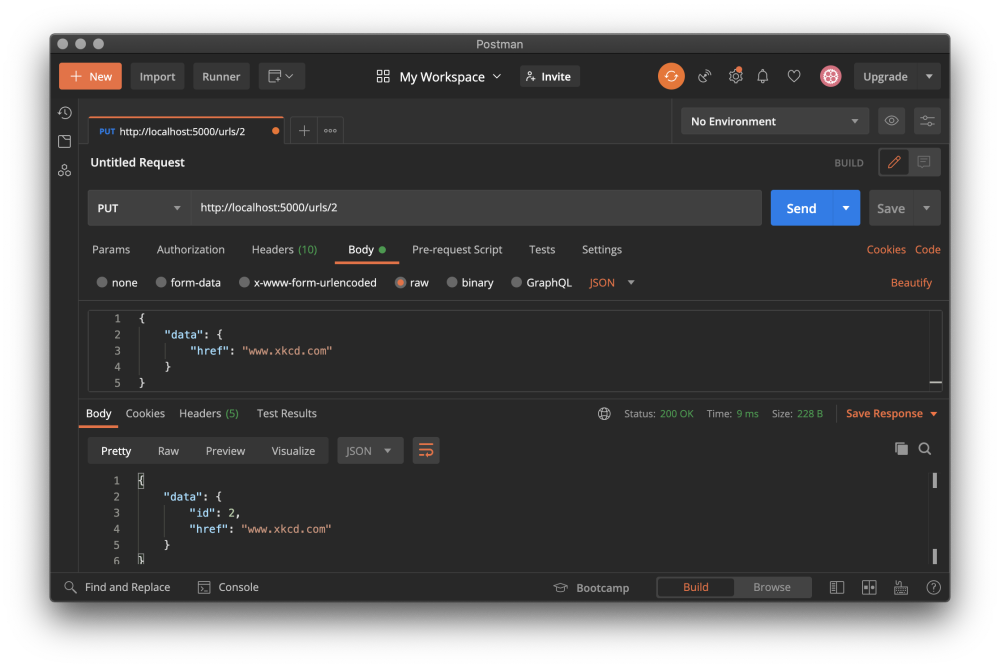 Postman
New Import Runner My Workspace Invite Upgrade
PUT http://localhost:5000/urls/2 No Environment
Untitled Request BUILD
PUT http://localhost:5000/urls/2 Send Save
Params Authorization Headers (10) Body Pre-request Script Tests Settings Cookies Code
none form-data x-www-form-urlencoded raw binary GraphQL JSON Beautify
1 {
2 "data": {
3 "href": "www.xkcd.com"
4 }
5 }
Body Cookies Headers (5) Test Results Status: 200 OK Time: 9 ms Size: 228 B Save Response
Pretty Raw Preview Visualize JSON
1 {
2 "data": {
3 "id": 2,
4 "href": "www.xkcd.com"
5 }
6 }
Find and Replace Console Bootcamp Build Browse